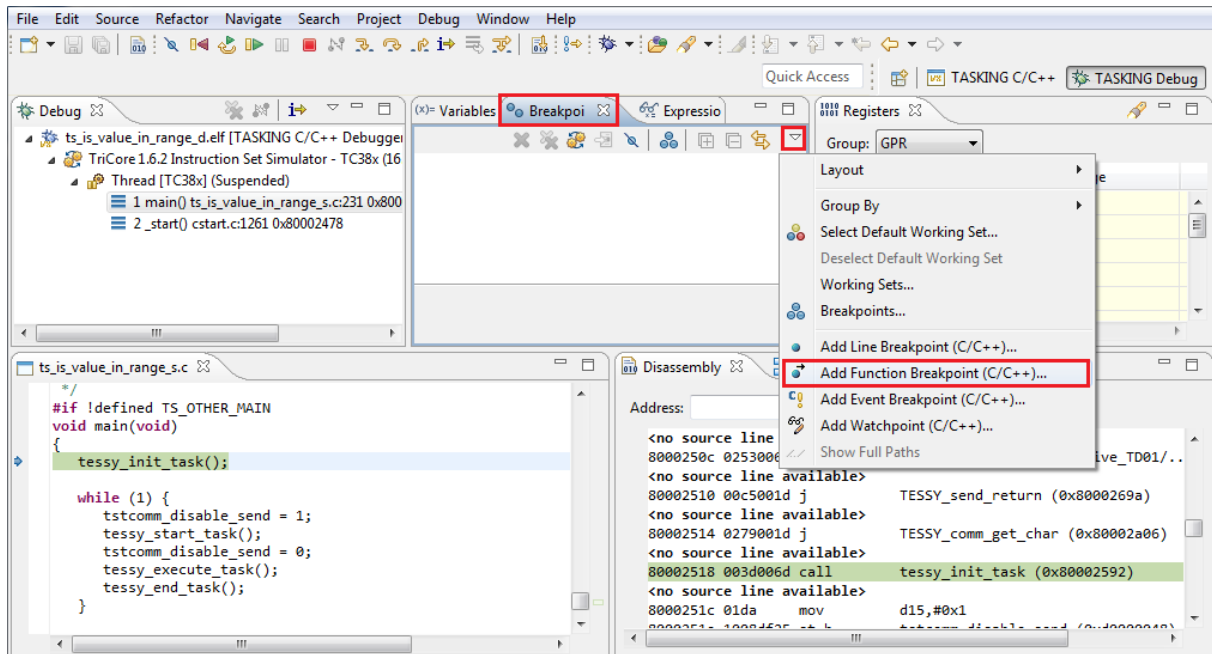 File Edit Source Refactor Navigate Search Project Debug Window Help
Quick Access TASKING C/C++ TASKING Debug
Debug
ts_is_value_in_range_d.elf [TASKING C/C++ Debugger
TriCore 1.6.2 Instruction Set Simulator - TC38x (16
Thread [TC38x] (Suspended)
1 main() ts_is_value_in_range_s.c:231 0x800
2 _start() cstart.c:1261 0x80002478
(x)= Variables Breakpoi Expressio
Registers
Group: GPR
Layout
Group By
Select Default Working Set...
Deselect Default Working Set
Working Sets...
Breakpoints...
Add Line Breakpoint (C/C++)...
Add Function Breakpoint (C/C++)...
Add Event Breakpoint (C/C++)...
Add Watchpoint (C/C++)...
Show Full Paths
ts_is_value_in_range_s.c
*/
#if !defined TS_OTHER_MAIN
void main(void)
{
tessy_init_task();
while (1) {
tstcomm_disable_send = 1;
tessy_start_task();
tstcomm_disable_send = 0;
tessy_execute_task();
tessy_end_task();
}
Disassembly
Address:
<no source line
8000250c 0253006 ive_TD01/..
<no source line available>
80002510 00c5001d j TESSY_send_return (0x8000269a)
<no source line available>
80002514 0279001d j TESSY_comm_get_char (0x80002a06)
<no source line available>
80002518 003d006d call tessy_init_task (0x80002592)
<no source line available>
8000251c 01da mov d15,#0x1